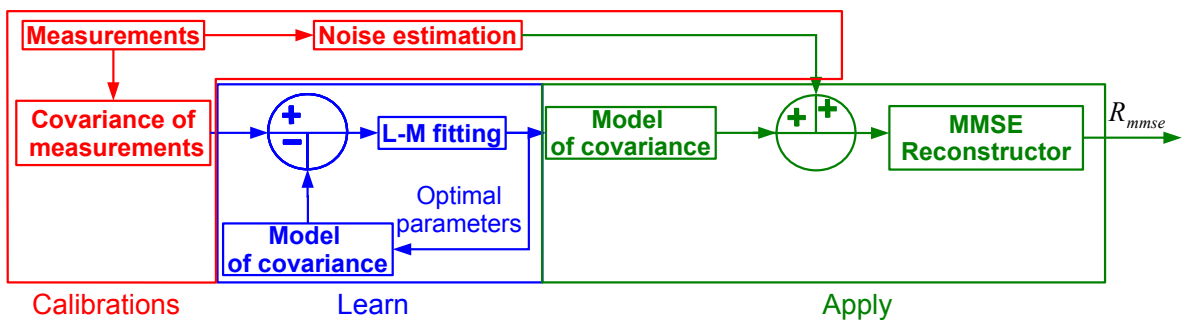 Measurements
Noise estimation
Covariance of
measurements
+
−
L-M fitting
Optimal
parameters
Model
of covariance
Model
of covariance
+
+
MMSE
Reconstructor
R_mmse
Calibrations
Learn
Apply